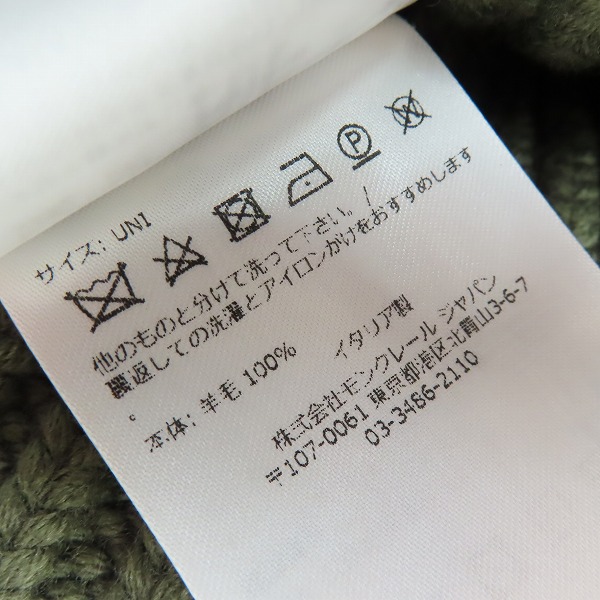 サイズ: UNI
P
他のものと分けて洗って下さい。/
裏返しての洗濯とアイロンがけをおすすめします
。
本体: 羊毛 100% イタリア製
株式会社モンクレール ジャパン
〒107-0061 東京都港区北青山3-6-7
03-3486-2110